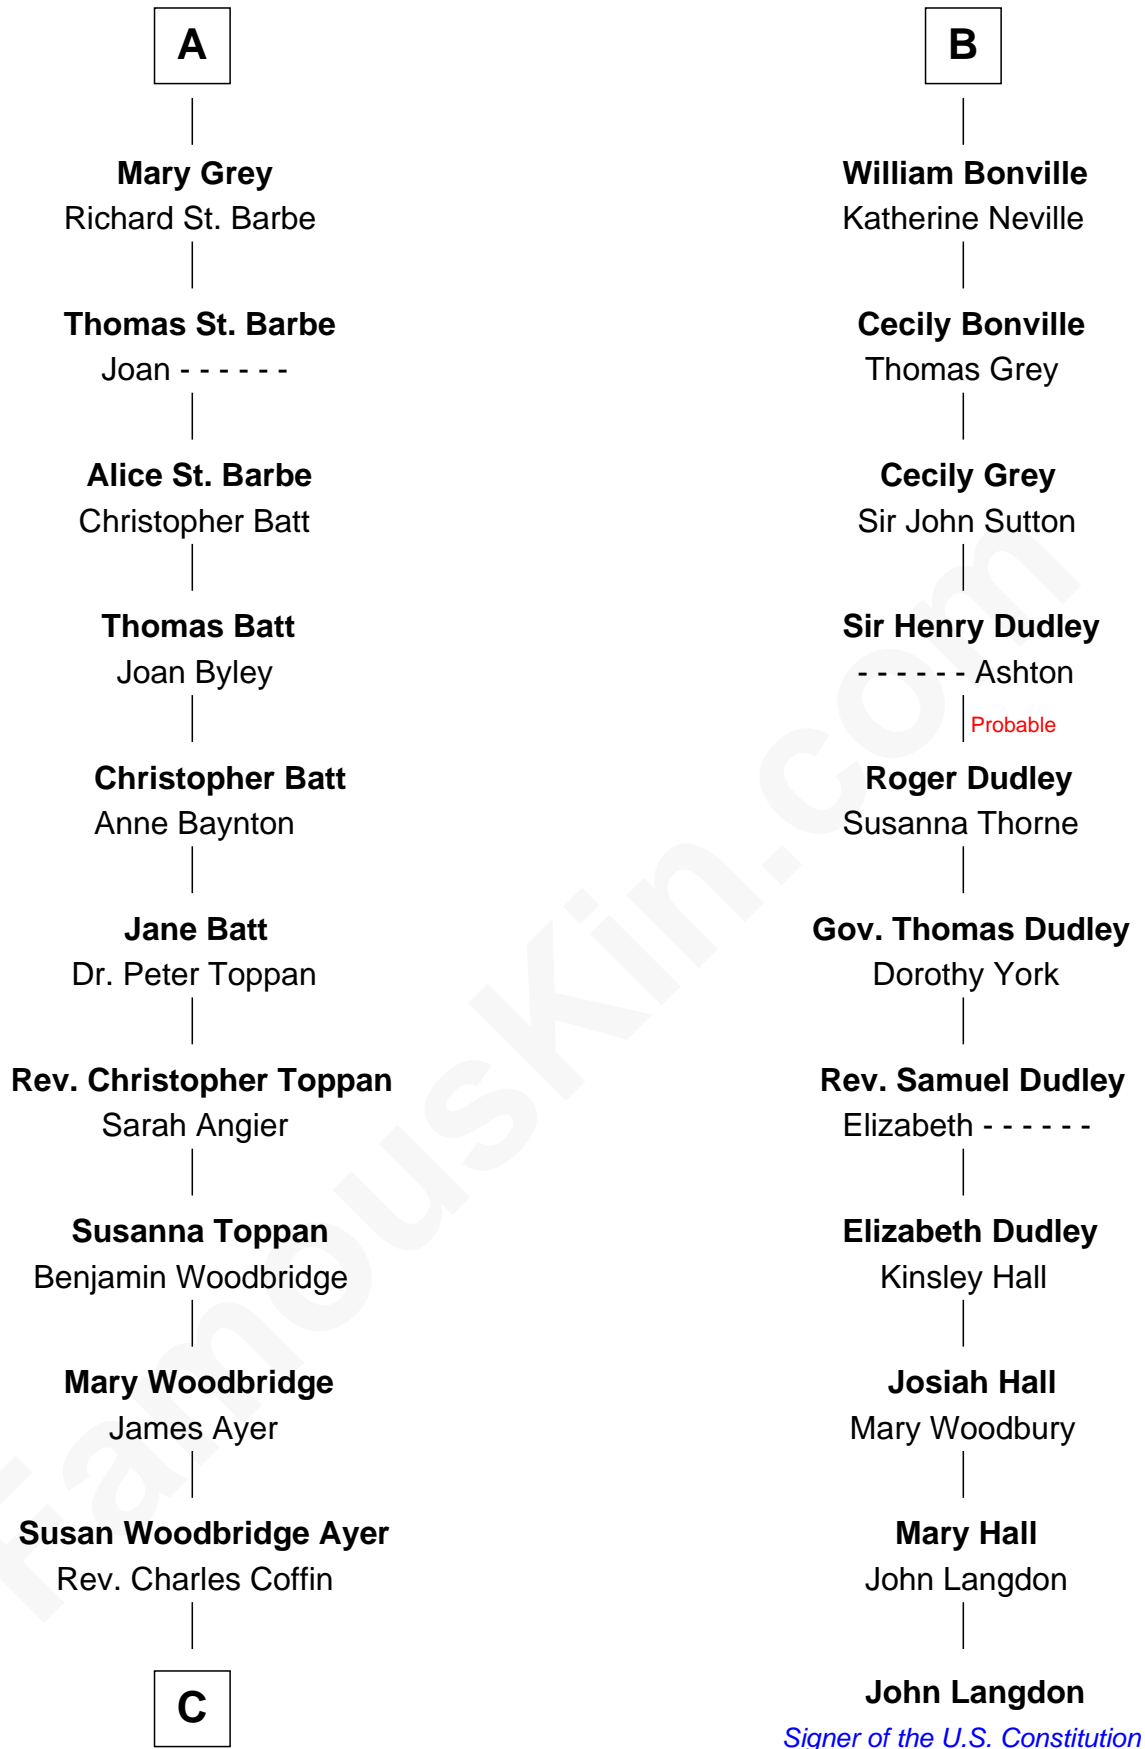 A
Mary Grey
Richard St. Barbe
Thomas St. Barbe
Joan - - - - - -
Alice St. Barbe
Christopher Batt
Thomas Batt
Joan Byley
Christopher Batt
Anne Baynton
Jane Batt
Dr. Peter Toppan
Rev. Christopher Toppan
Sarah Angier
Susanna Toppan
Benjamin Woodbridge
Mary Woodbridge
James Ayer
Susan Woodbridge Ayer
Rev. Charles Coffin
C
B
William Bonville
Katherine Neville
Cecily Bonville
Thomas Grey
Cecily Grey
Sir John Sutton
Sir Henry Dudley
- - - - - - Ashton
Probable
Roger Dudley
Susanna Thorne
Gov. Thomas Dudley
Dorothy York
Rev. Samuel Dudley
Elizabeth - - - - - -
Elizabeth Dudley
Kinsley Hall
Josiah Hall
Mary Woodbury
Mary Hall
John Langdon
John Langdon
Signer of the U.S. Constitution
FamousKin.com